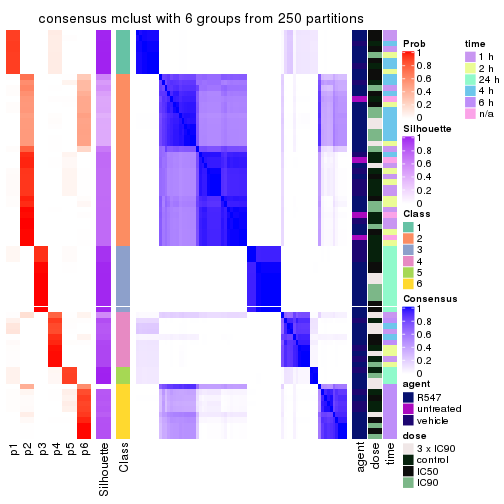 consensus mclust with 6 groups from 250 partitions
Prob
1
0.8
0.6
0.4
0.2
0
time
1 h
2 h
24 h
4 h
6 h
n/a
Silhouette
1
0.8
0.6
0.4
0.2
0
Class
1
2
3
4
5
6
Consensus
1
0.8
0.6
0.4
0.2
0
agent
R547
untreated
vehicle
dose
3 x IC90
control
IC50
IC90
p1
p2
p3
p4
p5
p6
Silhouette
Class
agent
dose
time